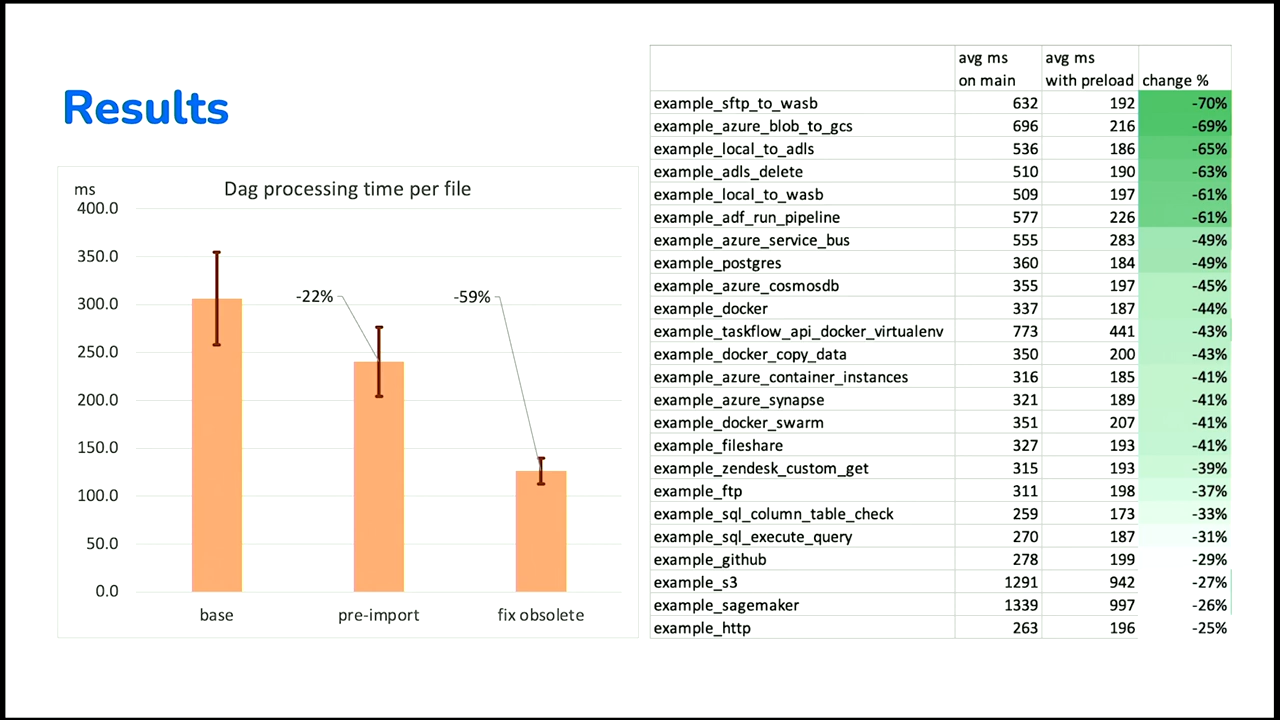 Results
Dag processing time per file
ms
400.0
350.0
300.0
250.0
200.0
150.0
100.0
50.0
0.0
-22%
-59%
base pre-import fix obsolete
avg ms avg ms
on main with preload change %
example_sftp_to_wasb 632 192 -70%
example_azure_blob_to_gcs 696 216 -69%
example_local_to_adls 536 186 -65%
example_adls_delete 510 190 -63%
example_local_to_wasb 509 197 -61%
example_adf_run_pipeline 577 226 -61%
example_azure_service_bus 555 283 -49%
example_postgres 360 184 -49%
example_azure_cosmosdb 355 197 -45%
example_docker 337 187 -44%
example_taskflow_api_docker_virtualenv 773 441 -43%
example_docker_copy_data 350 200 -43%
example_azure_container_instances 316 185 -41%
example_azure_synapse 321 189 -41%
example_docker_swarm 351 207 -41%
example_fileshare 327 193 -41%
example_zendesk_custom_get 315 193 -39%
example_ftp 311 198 -37%
example_sql_column_table_check 259 173 -33%
example_sql_execute_query 270 187 -31%
example_github 278 199 -29%
example_s3 1291 942 -27%
example_sagemaker 1339 997 -26%
example_http 263 196 -25%